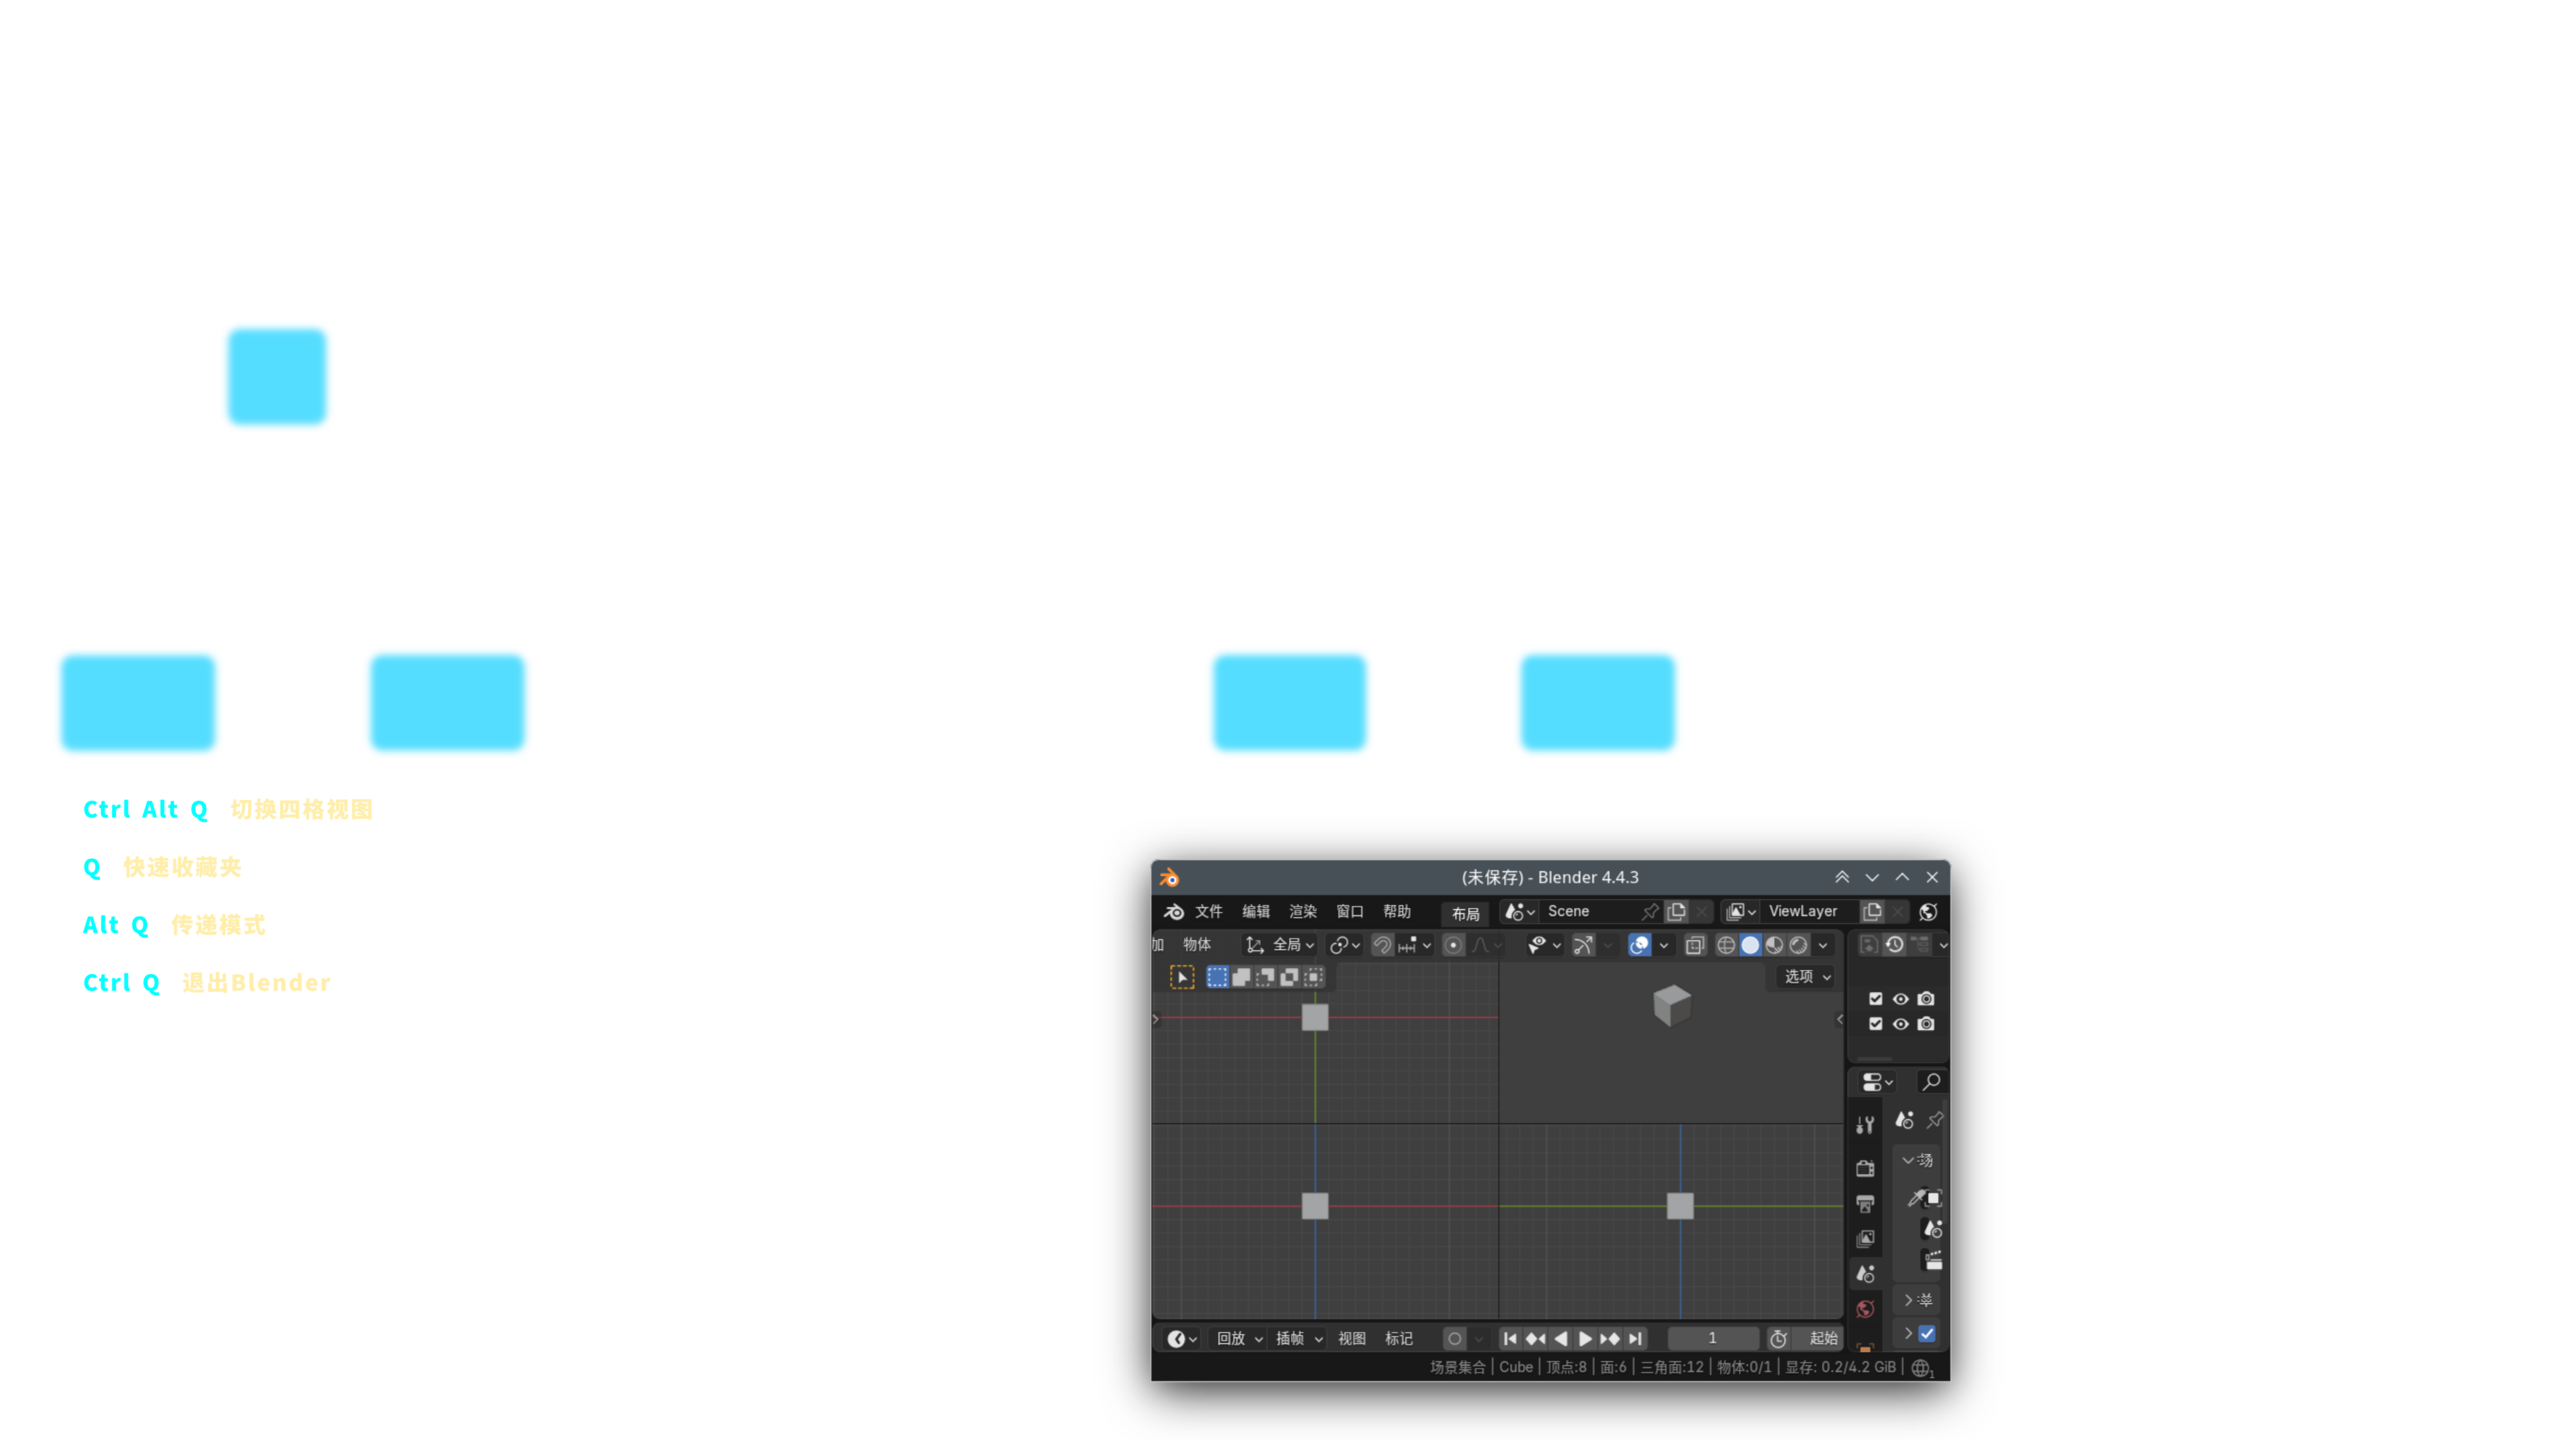 Ctrl Alt Q 切换四格视图
Q 快速收藏夹
Alt Q 传递模式
Ctrl Q 退出Blender
(未保存) - Blender 4.4.3
文件 编辑 渲染 窗口 帮助 布局 Scene ViewLayer
加 物体 全局
选项
场
回放 插帧 视图 标记 1 起始
场景集合 | Cube | 顶点:8 | 面:6 | 三角面:12 | 物体:0/1 | 显存: 0.2/4.2 GiB | 1